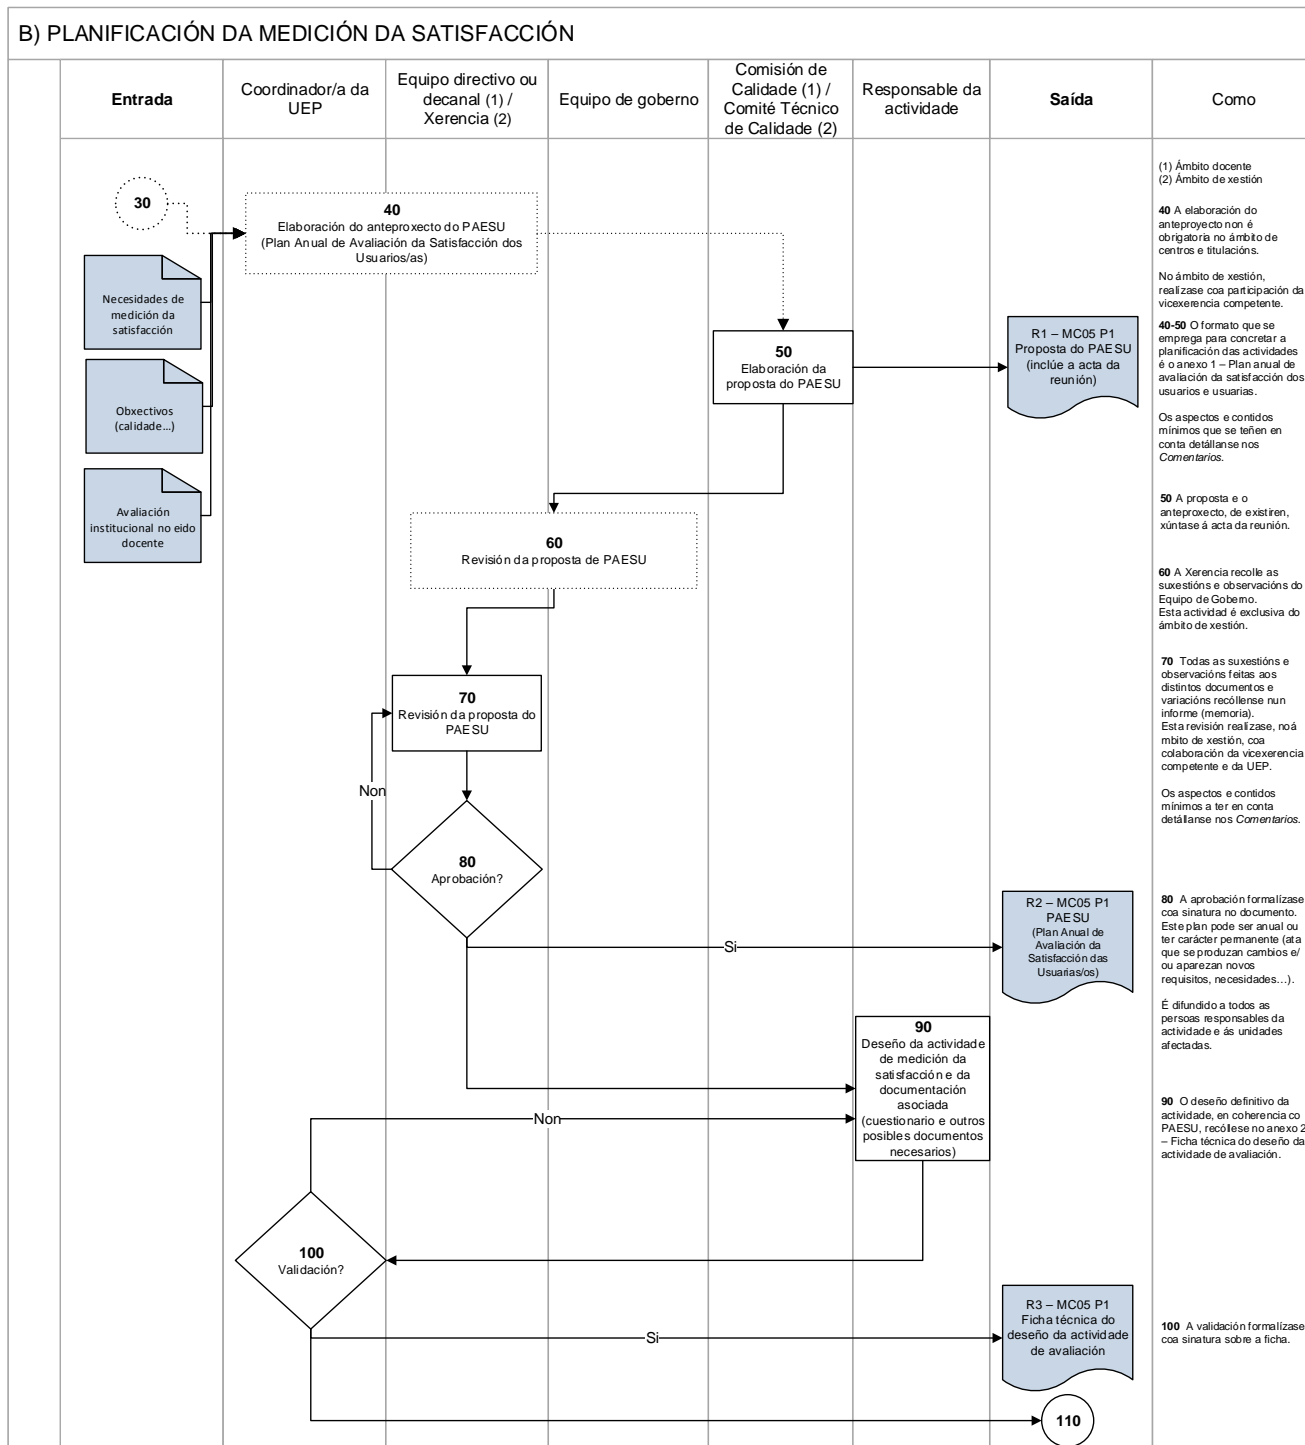 B) PLANIFICACIÓN DA MEDICIÓN DA SATISFACCIÓN
Entrada
Coordinador/a da
UEP
Equipo directivo ou
decanal (1) /
Xerencia (2)
Equipo de goberno
Comisión de
Calidade (1) /
Comité Técnico
de Calidade (2)
Responsable da
actividade
Saída
Como
30
Necesidades de
medición da
satisfacción
Obxectivos
(calidade...)
Avaliación
institucional no eido
docente
40
Elaboración do anteproxecto do PAESU
(Plan Anual de Avaliación da Satisfacción dos
Usuarios/as)
50
Elaboración da
proposta do PAESU
R1 – MC05 P1
Proposta do PAESU
(inclúe a acta da
reunión)
60
Revisión da proposta de PAESU
70
Revisión da proposta do
PAESU
Non
80
Aprobación?
Si
R2 – MC05 P1
PAESU
(Plan Anual de
Avaliación da
Satisfacción das
Usuarias/os)
90
Deseño da actividade
de medición da
satisfacción e da
documentación
asociada
(cuestionario e outros
posibles documentos
necesarios)
Non
100
Validación?
Si
R3 – MC05 P1
Ficha técnica do
deseño da actividade
de avaliación
110
(1) Ámbito docente
(2) Ámbito de xestión
40 A elaboración do
anteproyecto non é
obrigatoria no ámbito de
centros e titulacións.
No ámbito de xestión,
realízase coa participación da
vicexerencia competente.
40-50 O formato que se
emprega para concretar a
planificación das actividades
é o anexo 1 – Plan anual de
avaliación da satisfacción dos
usuarios e usuarias.
Os aspectos e contidos
mínimos que se teñen en
conta detállanse nos
Comentarios.
50 A proposta e o
anteproxecto, de existiren,
xúntase á acta da reunión.
60 A Xerencia recolle as
suxestións e observacións do
Equipo de Goberno.
Esta actividad é exclusiva do
ámbito de xestión.
70 Todas as suxestións e
observacións feitas aos
distintos documentos e
variacións recóllense nun
informe (memoria).
Esta revisión realízase, noá
mbito de xestión, coa
colaboración da vicexerencia
competente e da UEP.
Os aspectos e contidos
mínimos a ter en conta
detállanse nos Comentarios.
80 A aprobación formalízase
coa sinatura no documento.
Este plan pode ser anual ou
ter carácter permanente (ata
que se produzan cambios e/
ou aparezan novos
requisitos, necesidades...).
É difundido a todos as
persoas responsables da
actividade e ás unidades
afectadas.
90 O deseño definitivo da
actividade, en coherencia co
PAESU, recóllese no anexo 2
– Ficha técnica do deseño da
actividade de avaliación.
100 A validación formalízase
coa sinatura sobre a ficha.